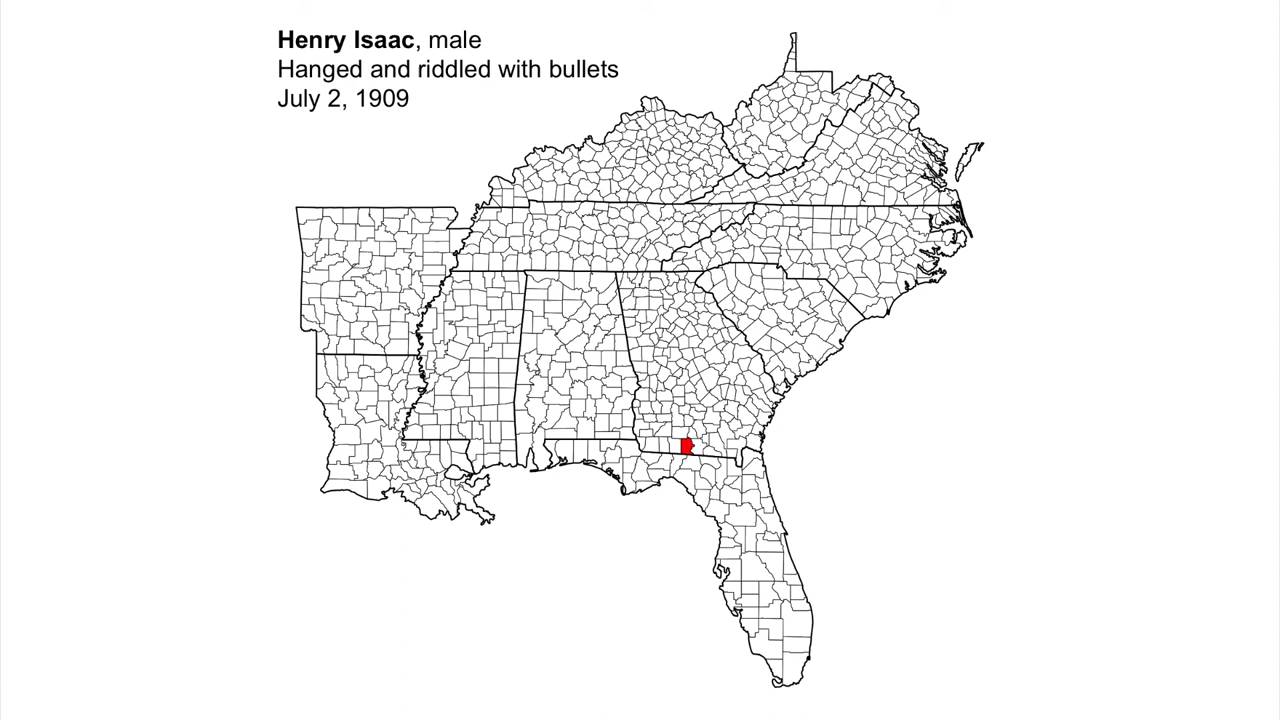 Henry Isaac, male
Hanged and riddled with bullets
July 2, 1909